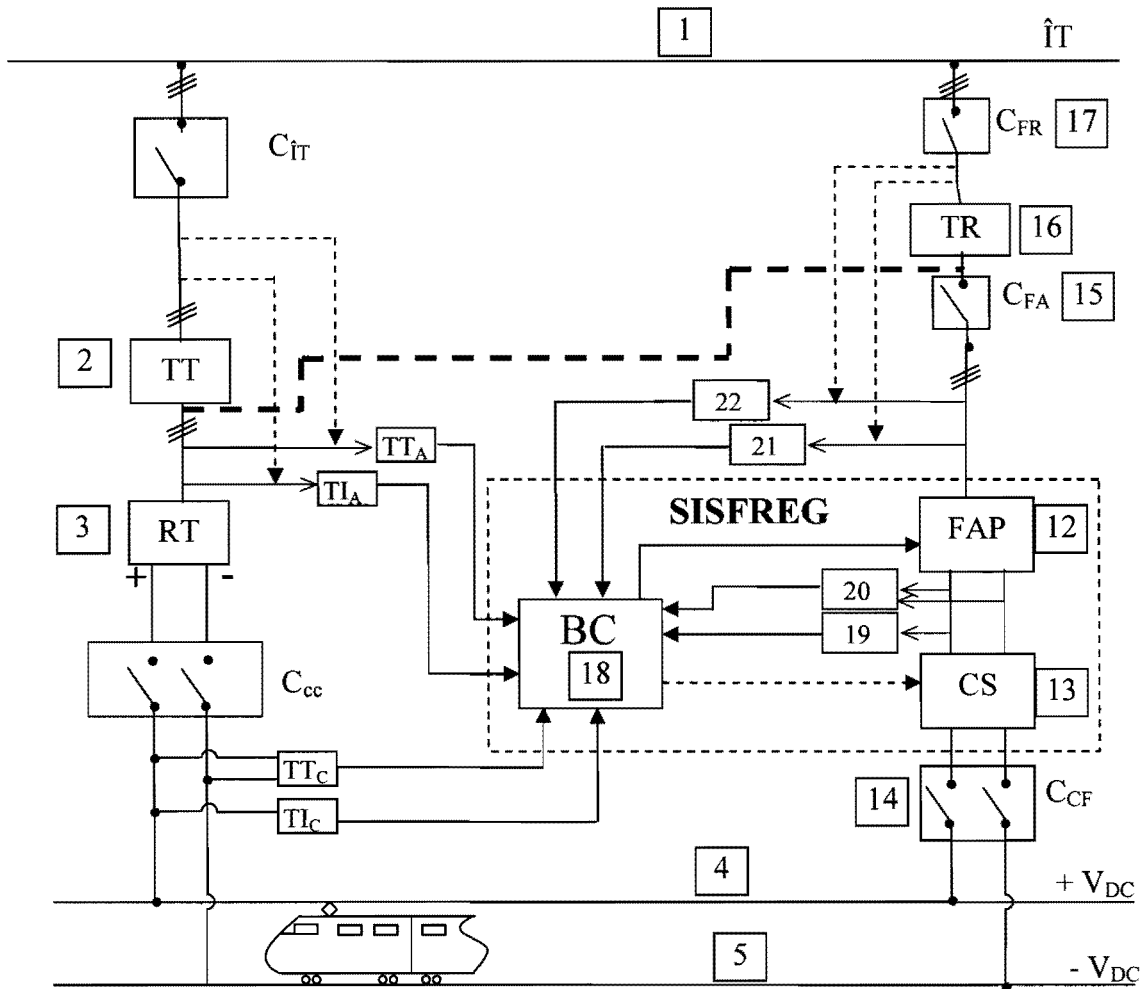 1
ÎT
C_ÎT
C_FR
17
TR
16
C_FA
15
2
TT
22
21
TT_A
TI_A
SISFREG
3
RT
FAP
12
+
-
20
19
BC
18
CS
13
C_cc
TT_C
TI_C
14
C_CF
4
+ V_DC
5
- V_DC